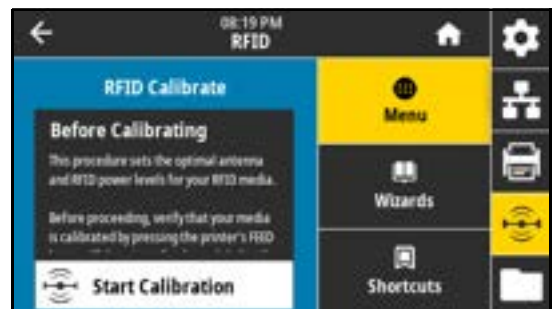 08:19 PM
RFID
RFID Calibrate
Before Calibrating
This procedure sets the optimal antenna
and RFID power levels for your RFID media.
Before proceeding, verify that your media
is calibrated by pressing the printer's FEED
Start Calibration
Menu
Wizards
Shortcuts